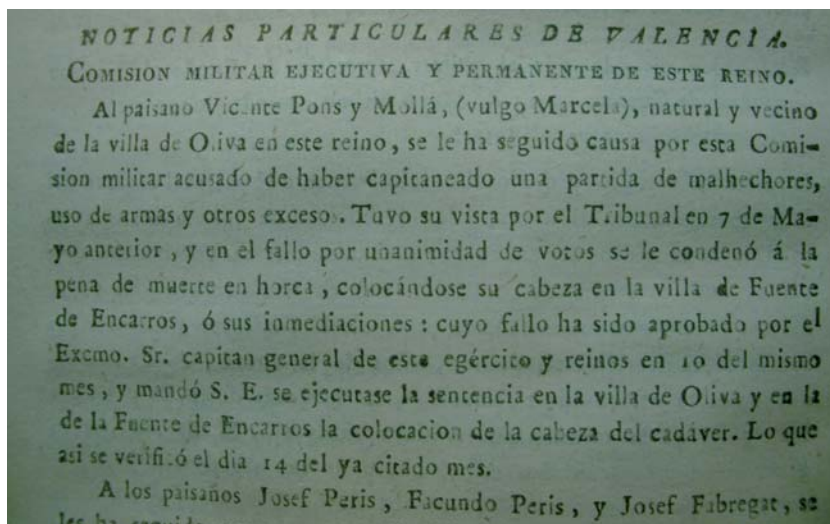 NOTICIAS PARTICULARES DE VALENCIA.
COMISION MILITAR EJECUTIVA Y PERMANENTE DE ESTE REINO.
Al paisano Vicente Pons y Mollá, (vulgo Marcela), natural y vecino
de la villa de Oliva en este reino, se le ha seguido causa por esta Comi-
sion militar acusado de haber capitaneado una partida de malhechores,
uso de armas y otros excesos. Tuvo su vista por el Tribunal en 7 de Ma-
yo anterior, y en el fallo por unanimidad de votos se le condenó á la
pena de muerte en horca, colocándose su cabeza en la villa de Fuente
de Encarros, ó sus inmediaciones: cuyo fallo ha sido aprobado por el
Excmo. Sr. capitan general de este egército y reinos en 10 del mismo
mes, y mandó S. E. se ejecutase la sentencia en la villa de Oliva y en la
de la Fuente de Encarros la colocacion de la cabeza del cadáver. Lo que
asi se verificó el dia 14 del ya citado mes.
A los paisanos Josef Peris, Facundo Peris, y Josef Fabregat, se
les ha seguido